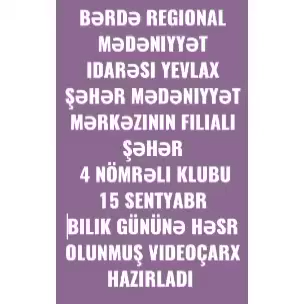 BƏRDƏ REGIONAL
MƏDƏNIYYƏT
IDARƏSI YEVLAX
ŞƏHƏR MƏDƏNIYYƏT
MƏRKƏZININ FILIALI
ŞƏHƏR
4 NÖMRƏLI KLUBU
15 SENTYABR
BILIK GÜNÜNƏ HƏSR
OLUNMUŞ VIDEOÇARX
HAZIRLADI